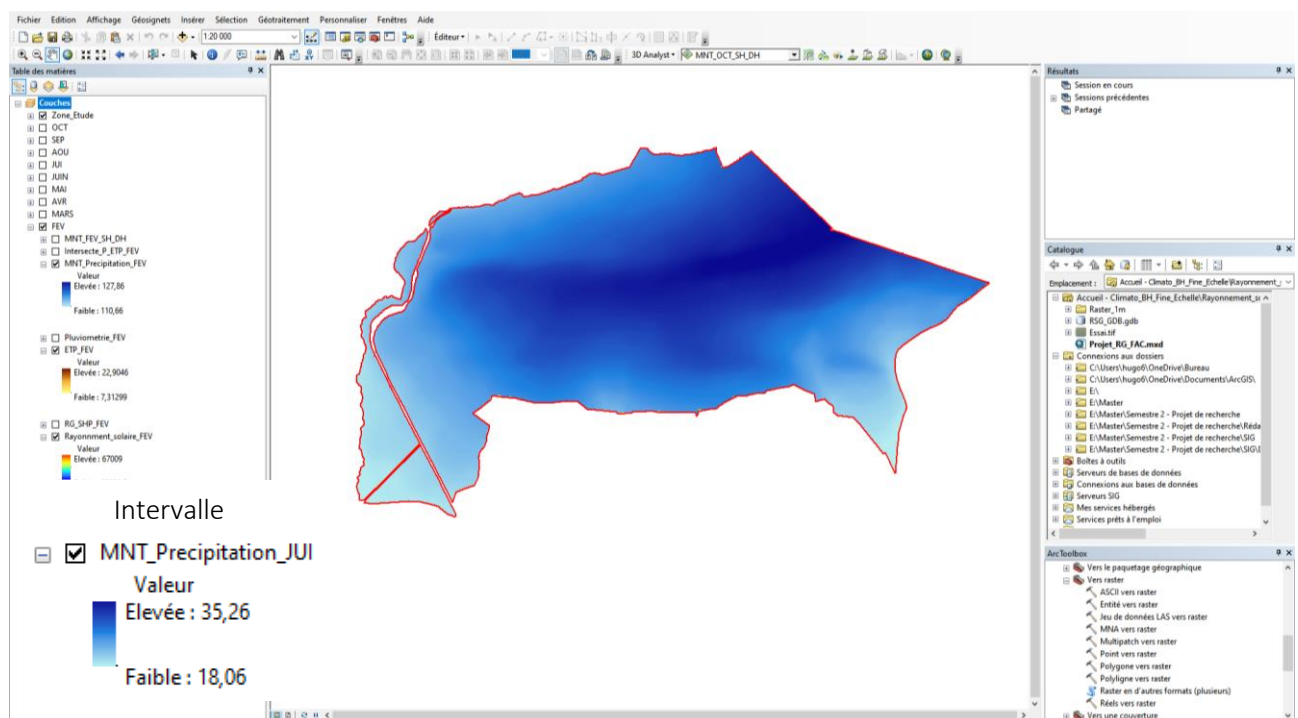 Fichier Edition Affichage Géosignets Insérer Sélection Géotraitement Personnaliser Fenêtres Aide
1:20 000
Éditeur
3D Analyst MNT_OCT_SH_DH
Table des matières
Couches
Zone_Etude
OCT
SEP
AOU
JUI
JUIN
MAI
AVR
MARS
FEV
MNT_FEV_SH_DH
Intersecte_P_ETP_FEV
MNT_Precipitation_FEV
Valeur
Elevée : 127,86
Faible : 110,66
Pluviometrie_FEV
ETP_FEV
Valeur
Elevée : 22,9046
Faible : 7,31299
RG_SHP_FEV
Rayonnment_solaire_FEV
Valeur
Elevée : 67009
Intervalle
MNT_Precipitation_JUI
Valeur
Elevée : 35,26
Faible : 18,06
Résultats
Session en cours
Sessions précédentes
Partagé
Catalogue
Emplacement : Accueil - Climato_BH_Fine_Echelle\Rayonnement_
Accueil - Climato_BH_Fine_Echelle\Rayonnement_sc
Raster_1m
RSG_GDB.gdb
Essai.tif
Projet_RG_FAC.mxd
Connexions aux dossiers
C:\Users\hugo6\OneDrive\Bureau
C:\Users\hugo6\OneDrive\Documents\ArcGIS\
E:\
E:\Master
E:\Master\Semestre 2 - Projet de recherche
E:\Master\Semestre 2 - Projet de recherche\Réda
E:\Master\Semestre 2 - Projet de recherche\SIG
E:\Master\Semestre 2 - Projet de recherche\SIG\
Boîtes à outils
Serveurs de bases de données
Connexions aux bases de données
Serveurs SIG
Mes services hébergés
Services prêts à l'emploi
ArcToolbox
Vers le paquetage géographique
Vers raster
ASCII vers raster
Entité vers raster
Jeu de données LAS vers raster
MNA vers raster
Multipatch vers raster
Point vers raster
Polygone vers raster
Polyligne vers raster
Raster en d'autres formats (plusieurs)
Réels vers raster
Vers une couverture